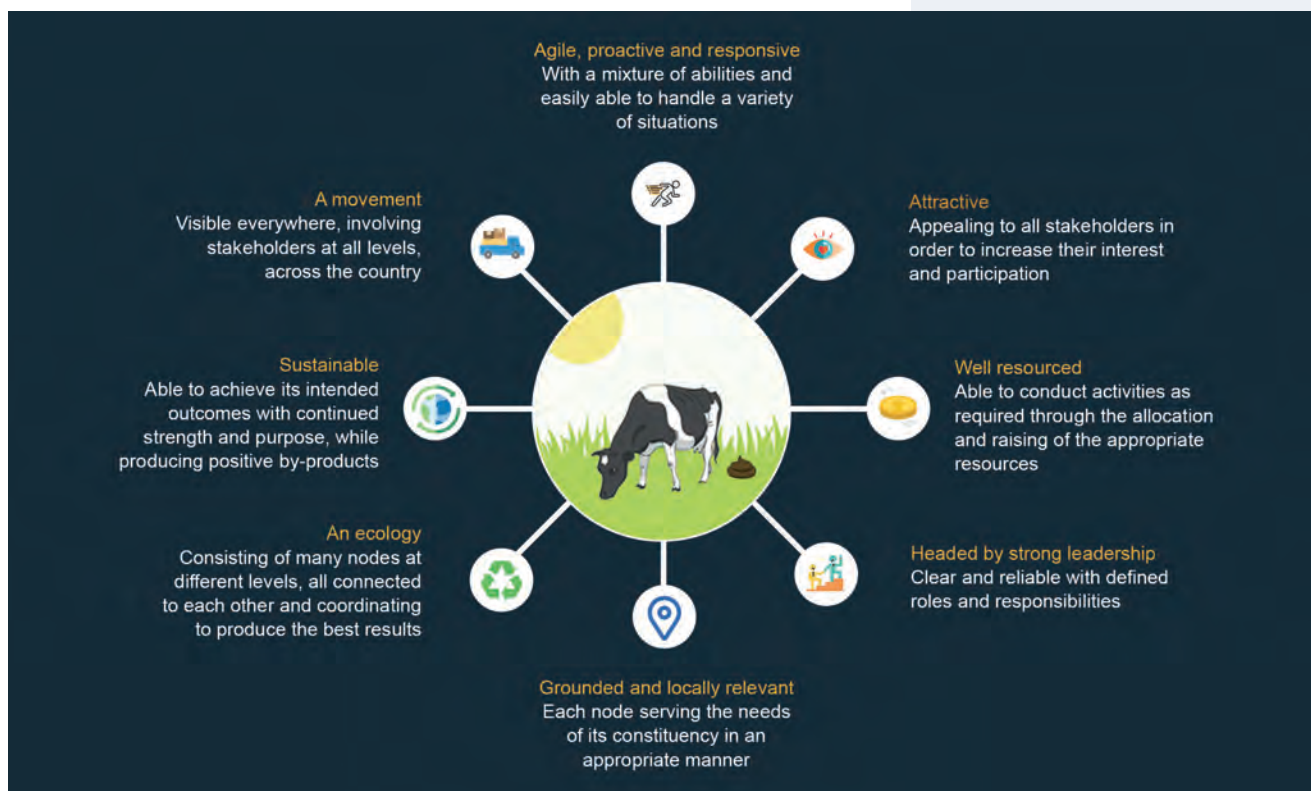 Agile, proactive and responsive
With a mixture of abilities and
easily able to handle a variety
of situations
A movement
Visible everywhere, involving
stakeholders at all levels,
across the country
Attractive
Appealing to all stakeholders in
order to increase their interest
and participation
Sustainable
Able to achieve its intended
outcomes with continued
strength and purpose, while
producing positive by-products
Well resourced
Able to conduct activities as
required through the allocation
and raising of the appropriate
resources
An ecology
Consisting of many nodes at
different levels, all connected
to each other and coordinating
to produce the best results
Headed by strong leadership
Clear and reliable with defined
roles and responsibilities
Grounded and locally relevant
Each node serving the needs
of its constituency in an
appropriate manner